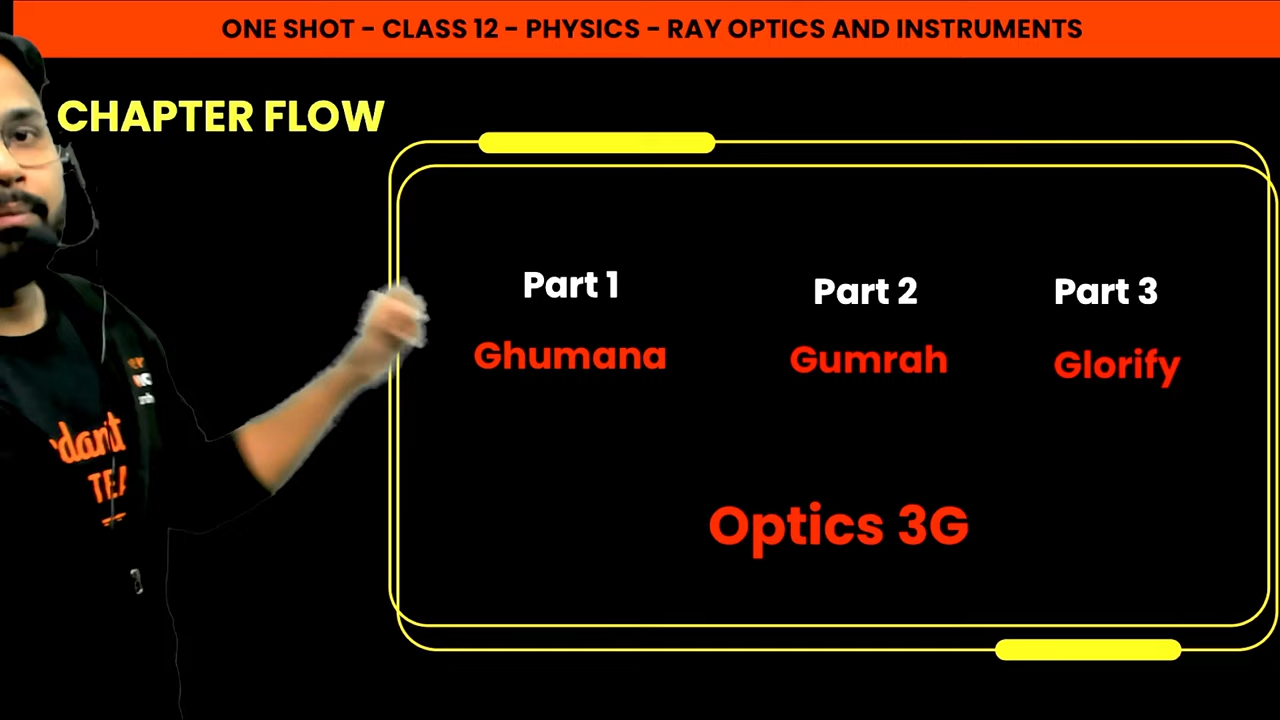 ONE SHOT - CLASS 12 - PHYSICS - RAY OPTICS AND INSTRUMENTS
CHAPTER FLOW
Part 1
Part 2
Part 3
Ghumana
Gumrah
Glorify
Optics 3G